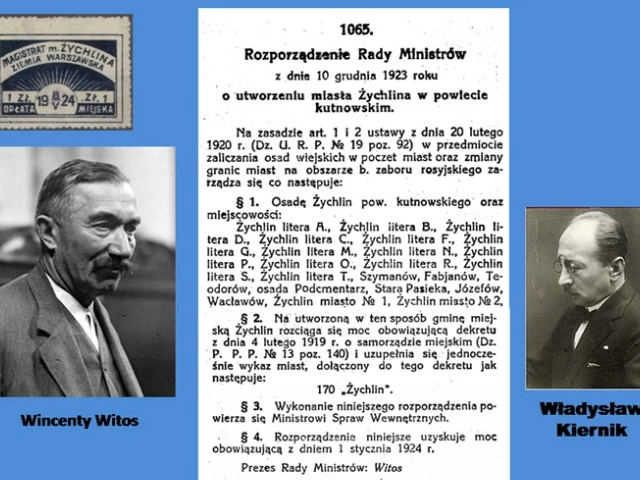 MAGISTRAT m. ŻYCHLINA
ZIEMIA WARSZAWSKA
1 ZŁ. 19 8/V 24 ZŁ. 1
OPŁATA MIEJSKA
1065.
Rozporządzenie Rady Ministrów
z dnia 10 grudnia 1923 roku
o utworzeniu miasta Żychlina w powiecie
kutnowskim.
Na zasadzie art. 1 i 2 ustawy z dnia 20 lutego
1920 r. (Dz. U. R. P. № 19 poz. 92) w przedmiocie
zaliczania osad wiejskich w poczet miast oraz zmiany
granic miast na obszarze b. zaboru rosyjskiego za-
rządza się co następuje:
§ 1. Osadę Żychlin pow. kutnowskiego oraz
miejscowości:
Żychlin litera A., Żychlin litera B., Żychlin li-
tera D., Żychlin litera C., Żychlin litera F., Żychlin
litera G., Żychlin litera M., Żychlin litera N., Żychlin
litera P., Żychlin litera O., Żychlin litera R., Żychlin
litera S., Żychlin litera T., Szymanów, Fabjanów, Te-
odorów, osada Podcmentarz, Stara Pasieka, Józefów,
Wacławów, Żychlin miasto № 1, Żychlin miasto № 2,
§ 2. Na utworzoną w ten sposób gminę miej-
ską Żychlin rozciąga się moc obowiązującą dekretu
z dnia 4 lutego 1919 r. o samorządzie miejskim (Dz.
P. P. P. № 13 poz. 140) i uzupełnia się jednocze-
śnie wykaz miast, dołączony do tego dekretu jak
następuje:
170 „Żychlin".
§ 3. Wykonanie niniejszego rozporządzenia po-
wierza się Ministrowi Spraw Wewnętrznych.
§ 4. Rozporządzenie niniejsze uzyskuje moc
obowiązującą z dniem 1 stycznia 1924 r.
Prezes Rady Ministrów: Witos
Wincenty Witos
Władysław
Kiernik